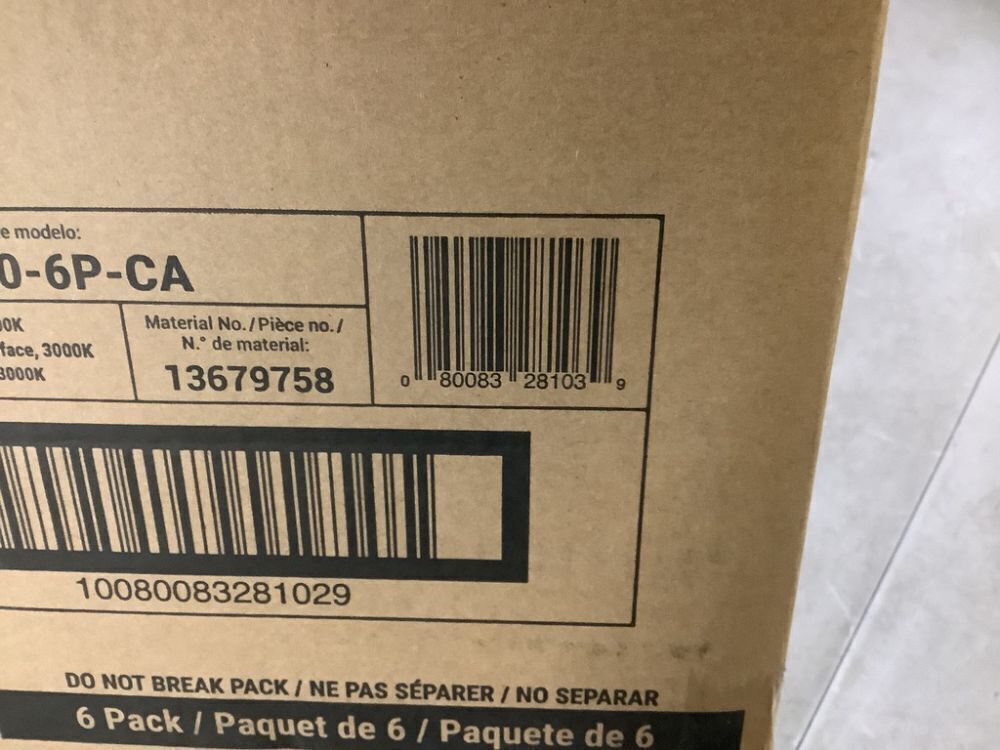 e modelo:
0-6P-CA
00K
face, 3000K
3000K
Material No./Pièce no./
N.° de material:
13679758
0 80083 28103 9
10080083281029
DO NOT BREAK PACK / NE PAS SÉPARER / NO SEPARAR
6 Pack / Paquet de 6 / Paquete de 6